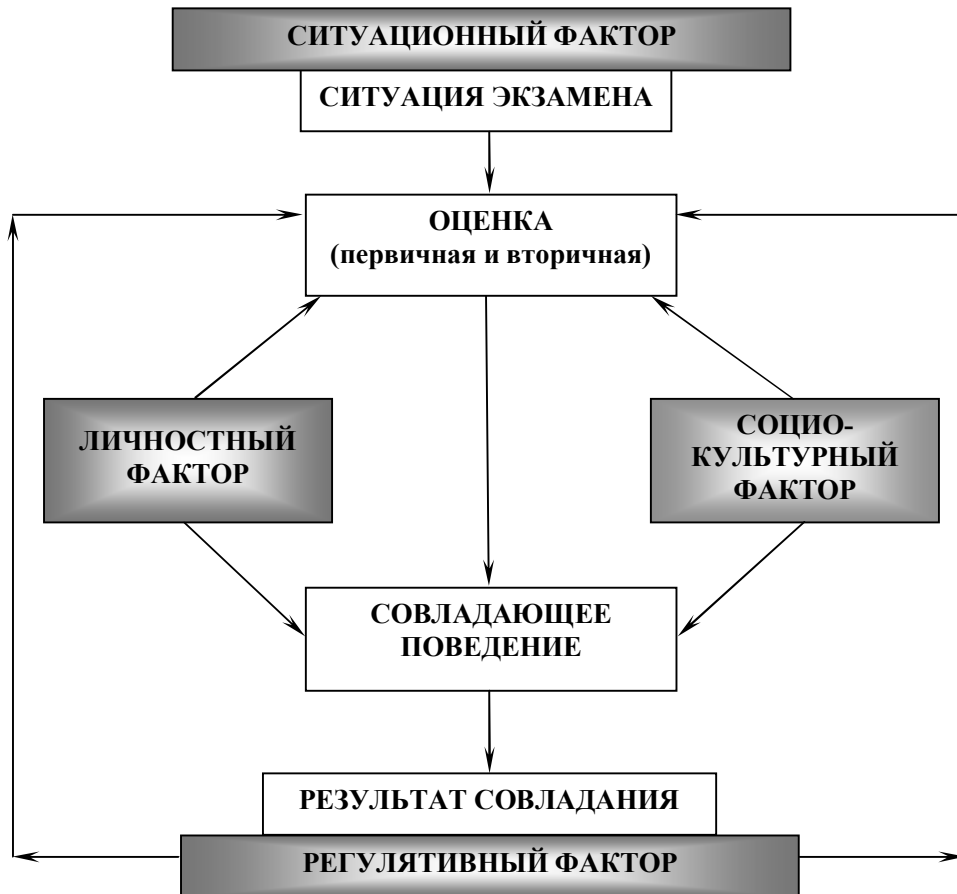 СИТУАЦИОННЫЙ ФАКТОР
СИТУАЦИЯ ЭКЗАМЕНА
ОЦЕНКА
(первичная и вторичная)
ЛИЧНОСТНЫЙ
ФАКТОР
СОЦИО-
КУЛЬТУРНЫЙ
ФАКТОР
СОВЛАДАЮЩЕЕ
ПОВЕДЕНИЕ
РЕЗУЛЬТАТ СОВЛАДАНИЯ
РЕГУЛЯТИВНЫЙ ФАКТОР